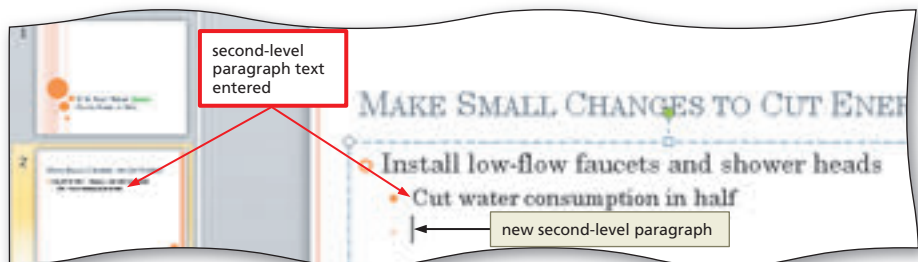 second-level
paragraph text
entered
MAKE SMALL CHANGES TO CUT ENER
2
Install low-flow faucets and shower heads
Cut water consumption in half
new second-level paragraph